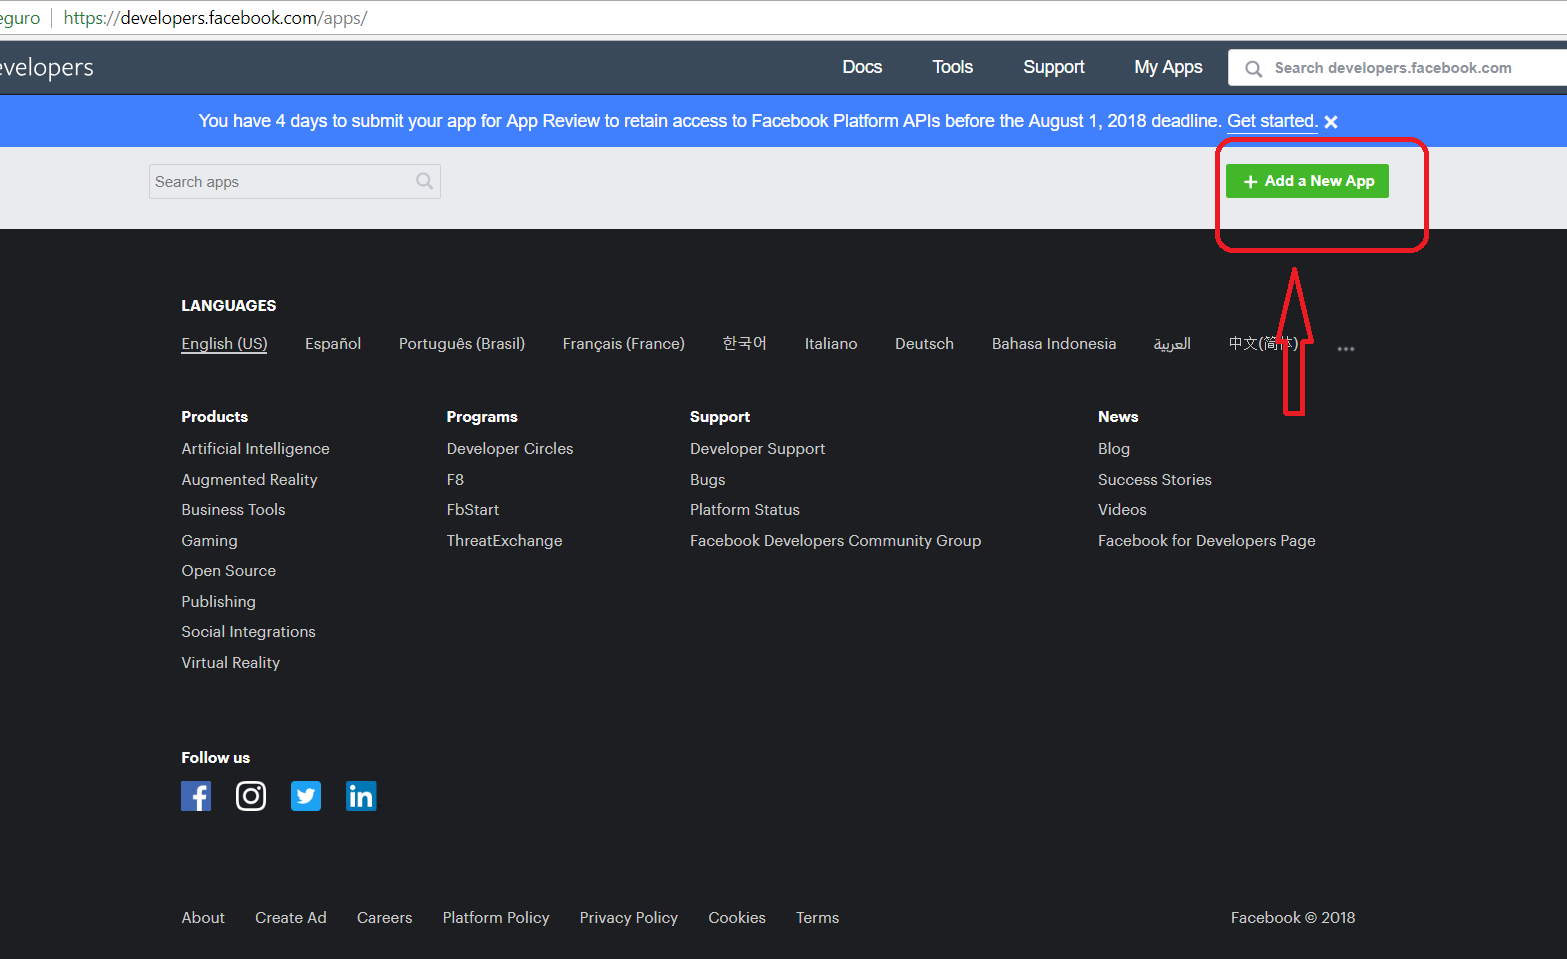 eguro | https://developers.facebook.com/apps/
evelopers Docs Tools Support My Apps Search developers.facebook.com
You have 4 days to submit your app for App Review to retain access to Facebook Platform APIs before the August 1, 2018 deadline. Get started.
Search apps + Add a New App
LANGUAGES
English (US) Español Português (Brasil) Français (France) 한국어 Italiano Deutsch Bahasa Indonesia العربية 中文(简体) ...
Products Programs Support News
Artificial Intelligence Developer Circles Developer Support Blog
Augmented Reality F8 Bugs Success Stories
Business Tools FbStart Platform Status Videos
Gaming ThreatExchange Facebook Developers Community Group Facebook for Developers Page
Open Source
Publishing
Social Integrations
Virtual Reality
Follow us
About Create Ad Careers Platform Policy Privacy Policy Cookies Terms Facebook © 2018